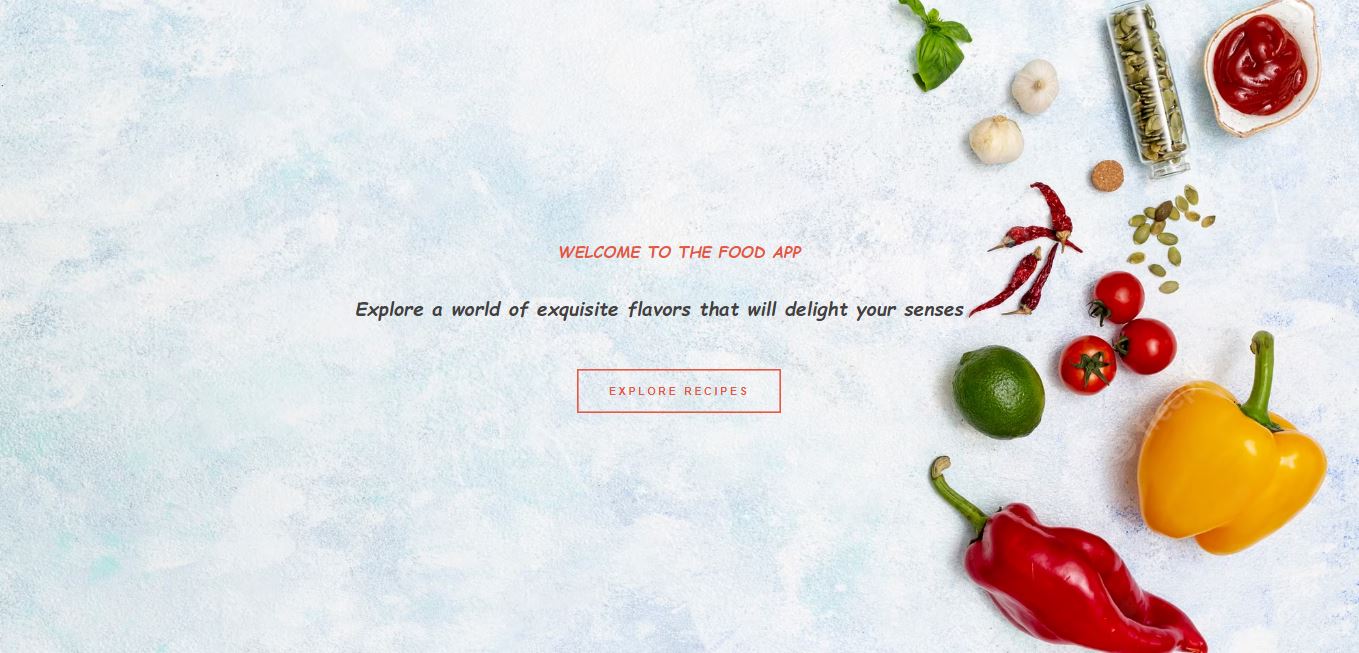 WELCOME TO THE FOOD APP
Explore a world of exquisite flavors that will delight your senses
EXPLORE RECIPES